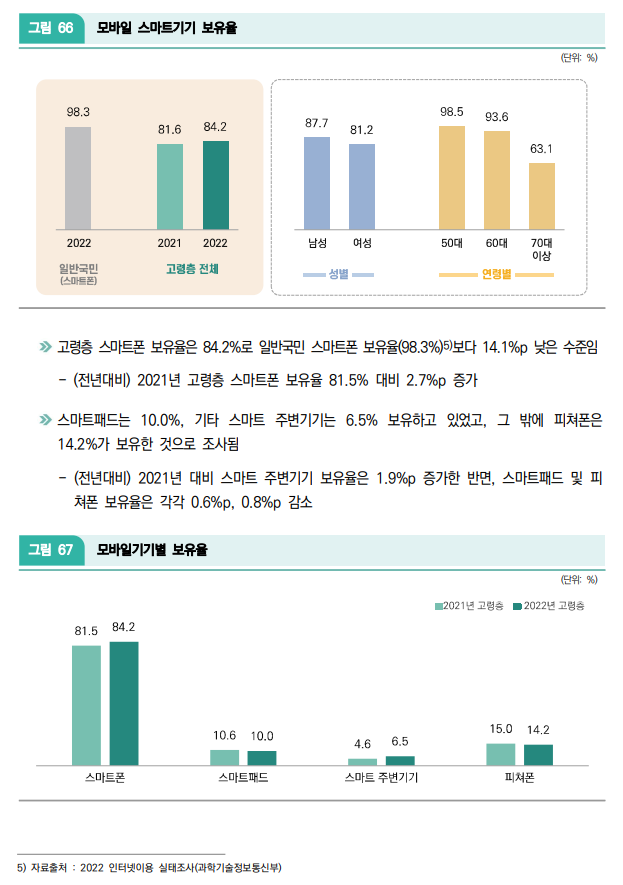 그림 66 모바일 스마트기기 보유율
(단위: %)
98.3 81.6 84.2 87.7 81.2 98.5 93.6 63.1
2022 2021 2022 남성 여성 50대 60대 70대
이상
일반국민 고령층 전체 성별 연령별
(스마트폰)
고령층 스마트폰 보유율은 84.2%로 일반국민 스마트폰 보유율(98.3%)5)보다 14.1%p 낮은 수준임
- (전년대비) 2021년 고령층 스마트폰 보유율 81.5% 대비 2.7%p 증가
스마트패드는 10.0%, 기타 스마트 주변기기는 6.5% 보유하고 있었고, 그 밖에 피쳐폰은
14.2%가 보유한 것으로 조사됨
- (전년대비) 2021년 대비 스마트 주변기기 보유율은 1.9%p 증가한 반면, 스마트패드 및 피
쳐폰 보유율은 각각 0.6%p, 0.8%p 감소
그림 67 모바일기기별 보유율
(단위: %)
2021년 고령층 2022년 고령층
81.5 84.2 10.6 10.0 4.6 6.5 15.0 14.2
스마트폰 스마트패드 스마트 주변기기 피쳐폰
5) 자료출처 : 2022 인터넷이용 실태조사(과학기술정보통신부)